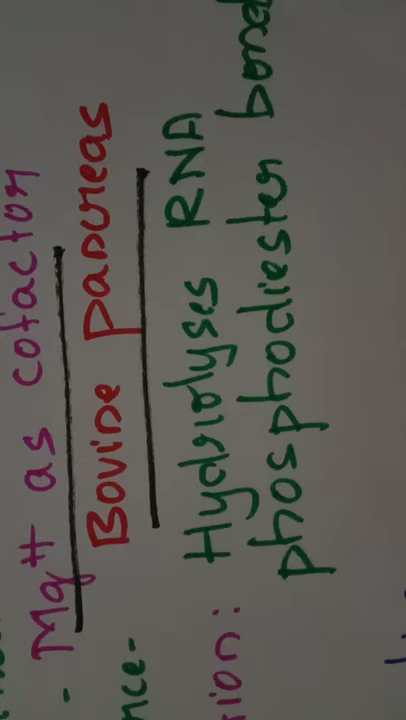 - Mg++ as cofactor
nce- Bovine pancreas
tion: Hydrolyses RNA
phosphodiester bond